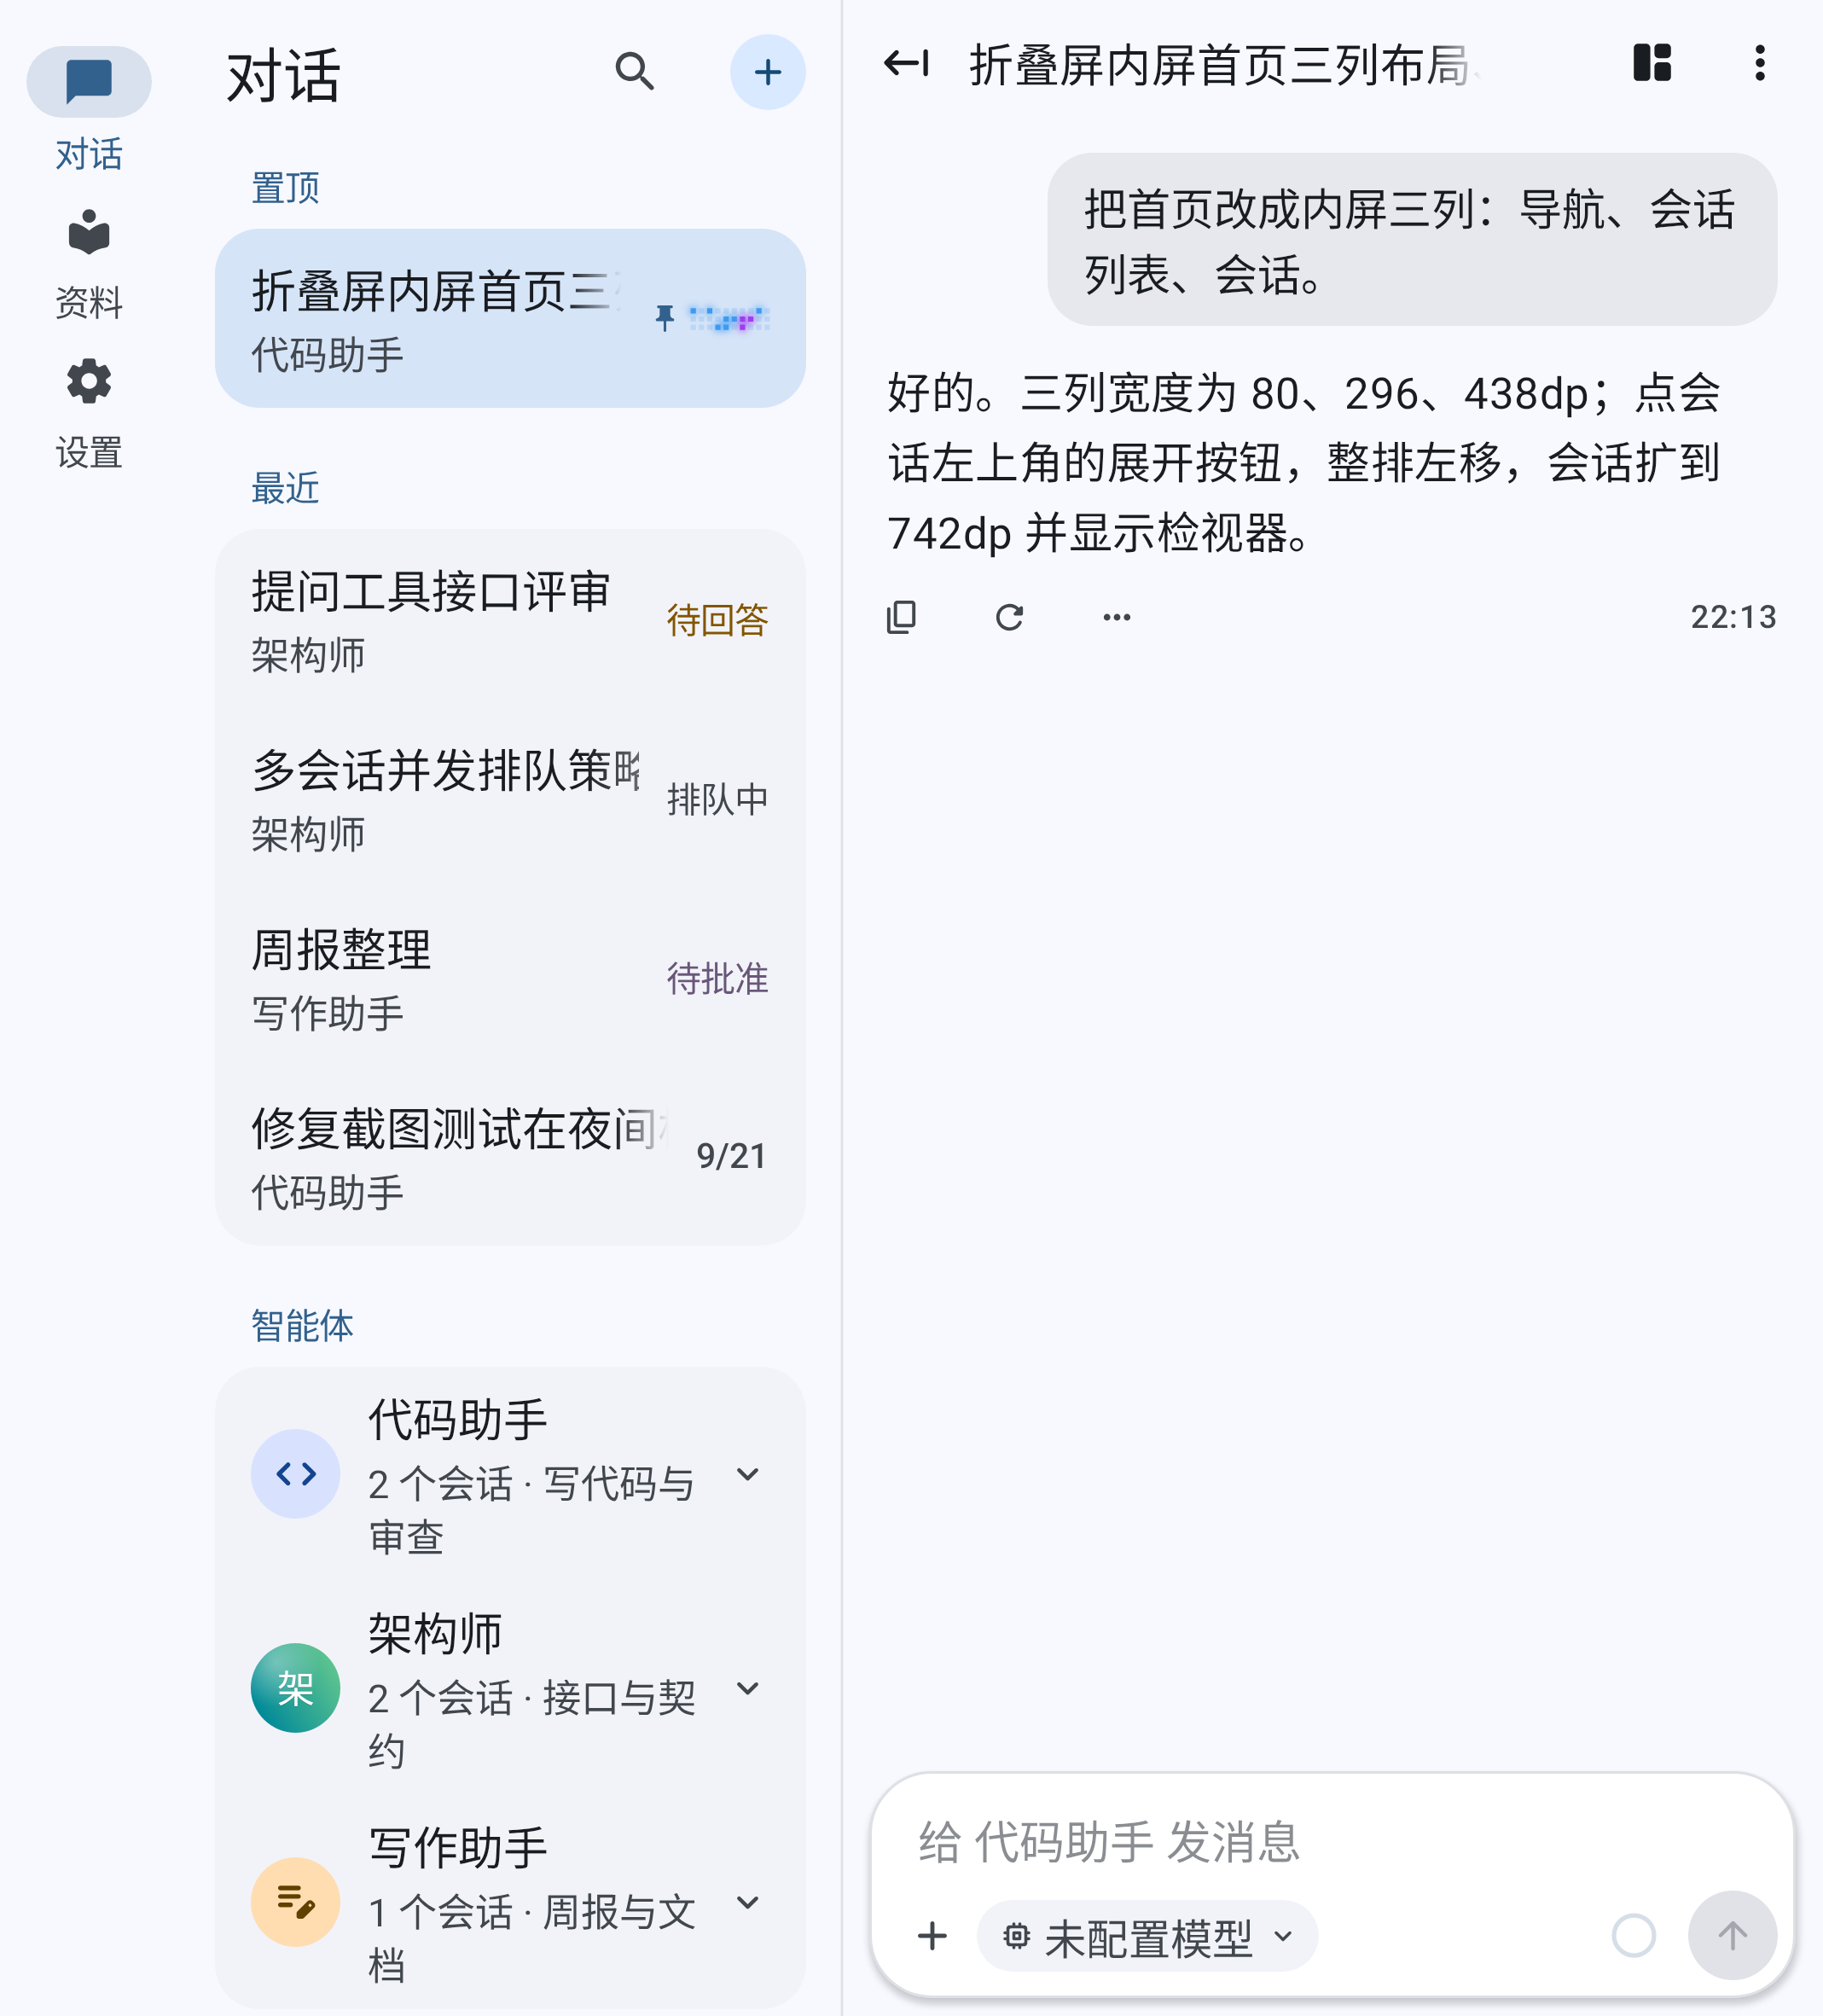 对话
资料
设置
对话
置顶
折叠屏内屏首页三
代码助手
最近
提问工具接口评审
架构师
待回答
多会话并发排队策略
架构师
排队中
周报整理
写作助手
待批准
修复截图测试在夜间
代码助手
9/21
智能体
代码助手
2 个会话 · 写代码与
审查
架
架构师
2 个会话 · 接口与契
约
写作助手
1 个会话 · 周报与文
档
折叠屏内屏首页三列布局、
把首页改成内屏三列：导航、会话
列表、会话。
好的。三列宽度为 80、296、438dp；点会
话左上角的展开按钮，整排左移，会话扩到
742dp 并显示检视器。
22:13
给 代码助手 发消息
未配置模型